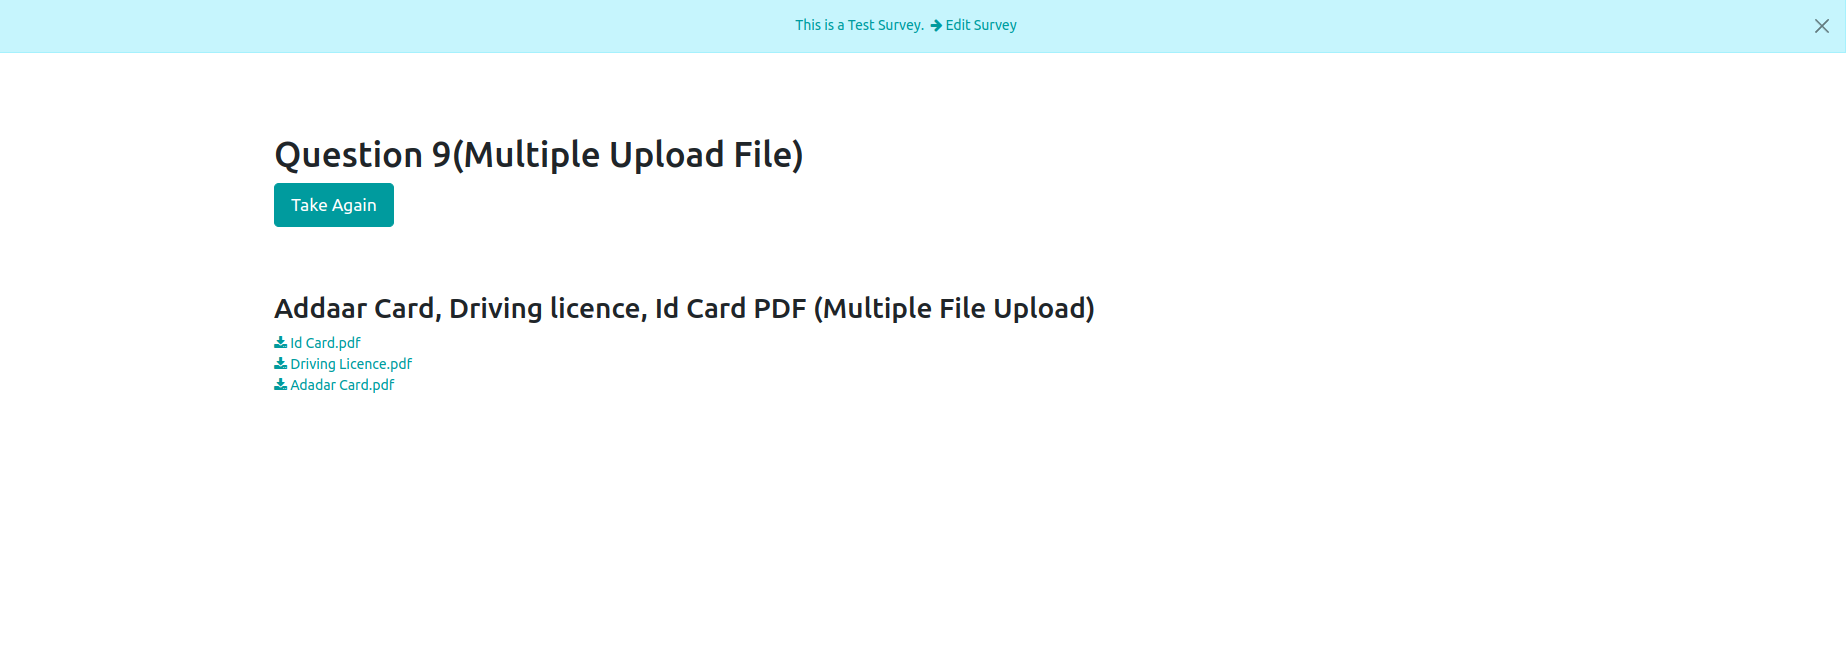 This is a Test Survey. Edit Survey
Question 9(Multiple Upload File)
Take Again
Addaar Card, Driving licence, Id Card PDF (Multiple File Upload)
Id Card.pdf
Driving Licence.pdf
Adadar Card.pdf